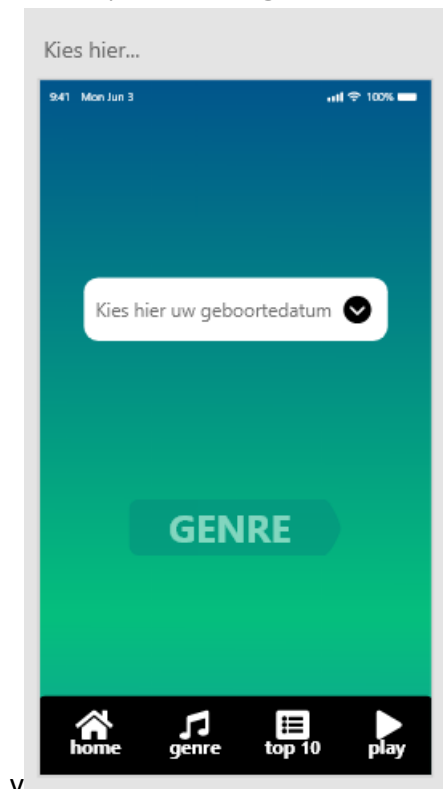 Kies hier...
9:41 Mon Jun 3 100%
Kies hier uw geboortedatum
GENRE
home genre top 10 play
y